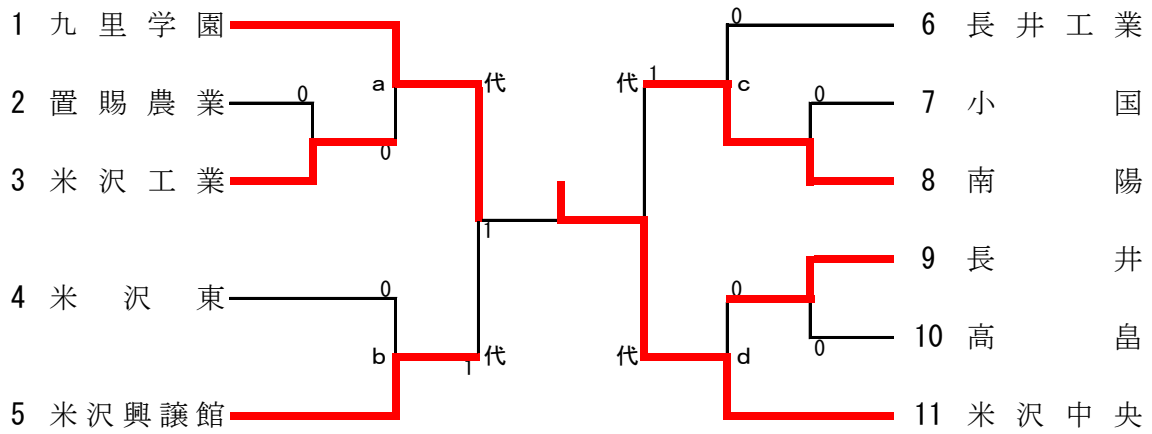 1 九里学園
2 置賜農業
3 米沢工業
4 米沢東
5 米沢興譲館
0
a
代
0
1
0
b
代
1
0
代
1
c
0
0
代
d
0
6 長井工業
7 小国
8 南陽
9 長井
10 高畠
11 米沢中央